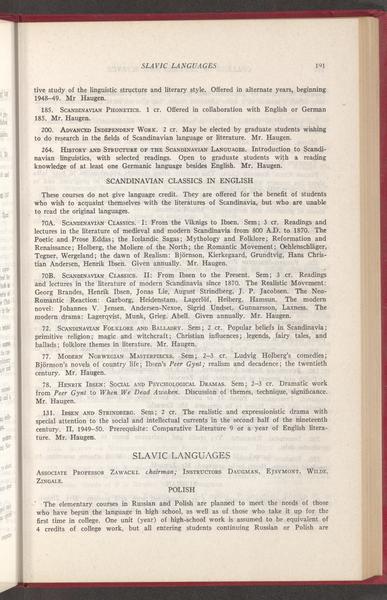 SLAVIC LANGUAGES 191
tive study of the linguistic structure and literary style. Offered in alternate years, beginning
1948–49. Mr Haugen.
185. SCANDINAVIAN PHONETICS. 1 cr. Offered in collaboration with English or German
185. Mr. Haugen.
200. ADVANCED INDEPENDENT WORK. 2 cr. May be elected by graduate students wishing
to do research in the fields of Scandinavian language or literature. Mr. Haugen.
264. HISTORY AND STRUCTURE OF THE SCANDINAVIAN LANGUAGES. Introduction to Scandi-
navian linguistics, with selected readings. Open to graduate students with a reading
knowledge of at least one Germanic language besides English. Mr. Haugen.
SCANDINAVIAN CLASSICS IN ENGLISH
These courses do not give language credit. They are offered for the benefit of students
who wish to acquaint themselves with the literatures of Scandinavia, but who are unable
to read the original languages.
70A. SCANDINAVIAN CLASSICS. I: From the Vikings to Ibsen. Sem; 3 cr. Readings and
lectures in the literature of medieval and modern Scandinavia from 800 A.D. to 1870. The
Poetic and Prose Eddas; the Icelandic Sagas; Mythology and Folklore; Reformation and
Renaissance; Holberg, the Moliere of the North; the Romantic Movement; Oehlenschläger,
Tegner, Wergeland; the dawn of Realism: Björnson, Kierkegaard, Grundtvig, Hans Chris-
tian Andersen, Henrik Ibsen. Given annually. Mr. Haugen.
70B. SCANDINAVIAN CLASSICS. II: From Ibsen to the Present. Sem; 3 cr. Readings
and lectures in the literature of modern Scandinavia since 1870. The Realistic Movement:
Georg Brandes, Henrik Ibsen, Jonas Lie, August Strindberg, J. P. Jacobsen. The Neo-
Romantic Reaction: Garborg, Heidenstam, Lagerlöf, Heiberg, Hamsun. The modern
novel: Johannes V. Jensen, Andersen-Nexoe, Sigrid Undset, Gunnarsson, Laxness. The
modern drama: Lagerqvist, Munk, Grieg, Abell. Given annually. Mr. Haugen.
72. SCANDINAVIAN FOLKLORE AND BALLADRY. Sem; 2 cr. Popular beliefs in Scandinavia;
primitive religion; magic and witchcraft; Christian influences; legends, fairy tales, and
ballads; folklore themes in literature. Mr. Haugen.
77. MODERN NORWEGIAN MASTERPIECES. Sem; 2–3 cr. Ludvig Holberg's comedies;
Björnson's novels of country life; Ibsen's Peer Gynt; realism and decadence; the twentieth
century. Mr. Haugen.
78. HENRIK IBSEN: SOCIAL AND PSYCHOLOGICAL DRAMAS. Sem; 2–3 cr. Dramatic work
from Peer Gynt to When We Dead Awaken. Discussion of themes, technique, significance.
Mr. Haugen.
131. IBSEN AND STRINDBERG. Sem; 2 cr. The realistic and expressionistic drama with
special attention to the social and intellectual currents in the second half of the nineteenth
century. II, 1949–50. Prerequisite: Comparative Literature 9 or a year of English litera-
ture. Mr. Haugen.
SLAVIC LANGUAGES
ASSOCIATE PROFESSOR ZAWACKI, chairman; INSTRUCTORS DAUGMAN, EJSYMONT, WILDE,
ZINGALE.
POLISH
The elementary courses in Russian and Polish are planned to meet the needs of those
who have begun the language in high school, as well as of those who take it up for the
first time in college. One unit (year) of high-school work is assumed to be equivalent of
4 credits of college work, but all entering students continuing Russian or Polish are